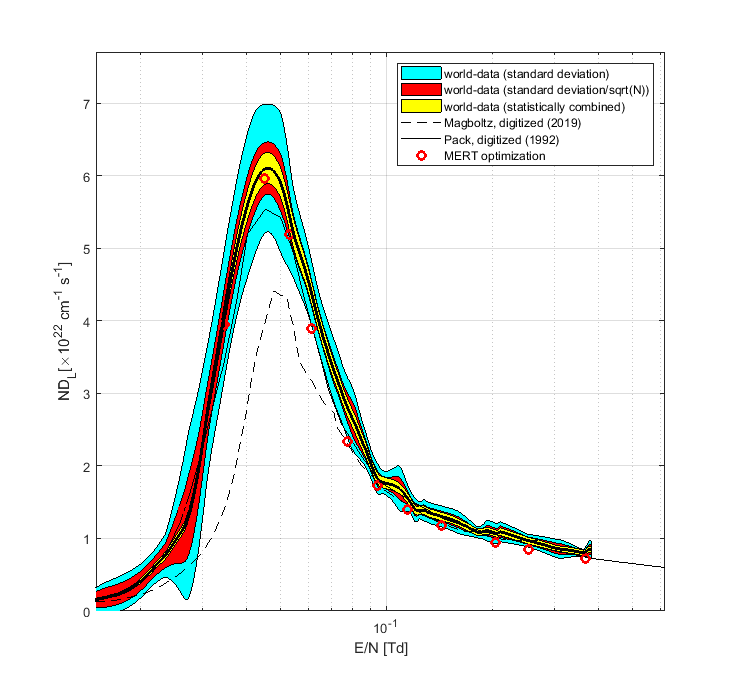 world-data (standard deviation)
world-data (standard deviation/sqrt(N))
world-data (statistically combined)
Magboltz, digitized (2019)
Pack, digitized (1992)
MERT optimization
7
6
5
4
3
2
1
0
ND_L [×10^22 cm^-1 s^-1]
10^-1
E/N [Td]